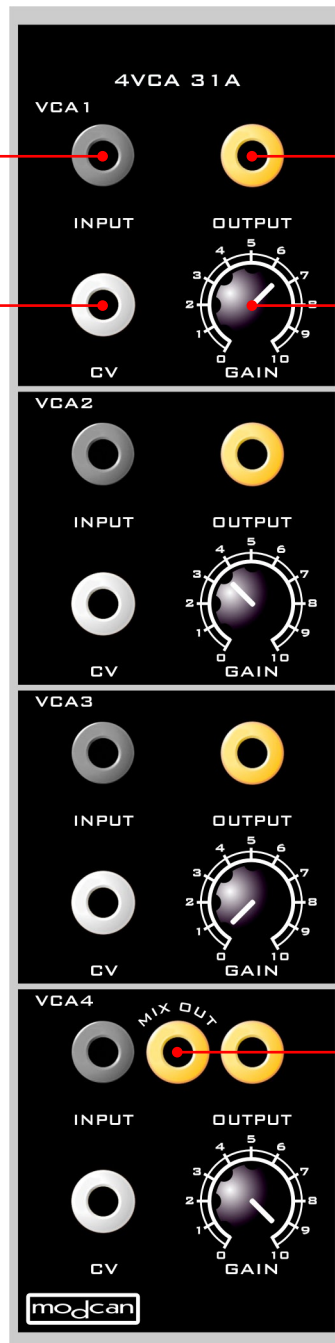 4VCA 31A
VCA1
INPUT
OUTPUT
0 1 2 3 4 5 6 7 8 9 10
CV
GAIN
VCA2
INPUT
OUTPUT
0 1 2 3 4 5 6 7 8 9 10
CV
GAIN
VCA3
INPUT
OUTPUT
0 1 2 3 4 5 6 7 8 9 10
CV
GAIN
VCA4
MIX OUT
INPUT
OUTPUT
0 1 2 3 4 5 6 7 8 9 10
CV
GAIN
modcan